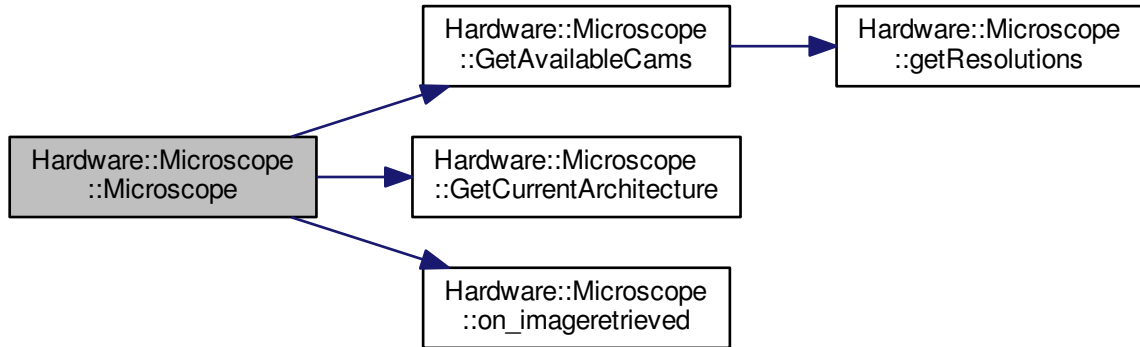 Hardware::Microscope
::Microscope
Hardware::Microscope
::GetAvailableCams
Hardware::Microscope
::getResolutions
Hardware::Microscope
::GetCurrentArchitecture
Hardware::Microscope
::on_imageretrieved